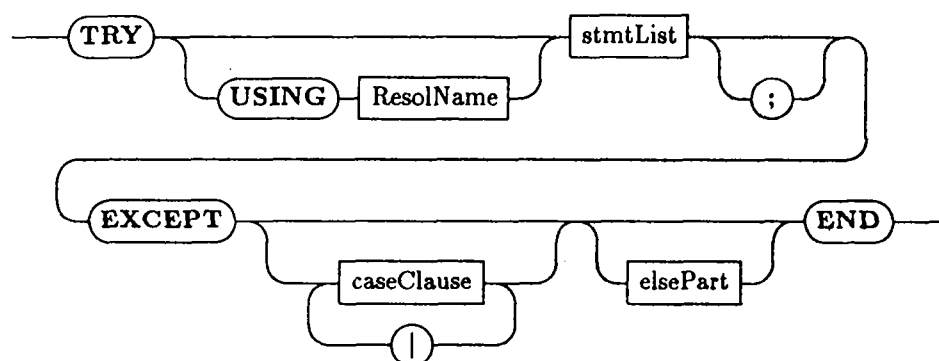 TRY stmtList
USING ResolName ;
EXCEPT END
caseClause elsePart
|